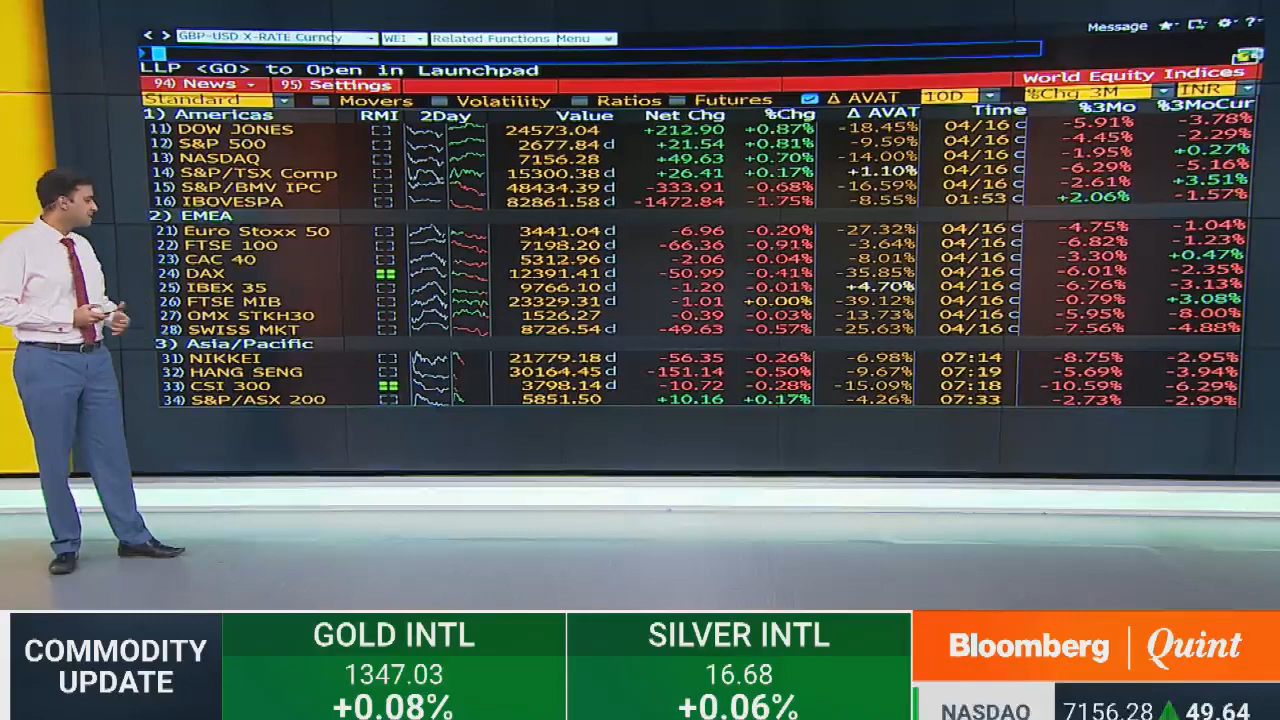 Message
GBP-USD X-RATE Curncy WEI Related Functions Menu
LLP <GO> to Open in Launchpad
94) News 95) Settings World Equity Indices
Standard Movers Volatility Ratios Futures Δ AVAT 10D %Chg 3M INR
1) Americas RMI 2Day Value Net Chg %Chg Δ AVAT Time %3Mo %3MoCur
11) DOW JONES 24573.04 +212.90 +0.87% -18.45% 04/16 c -5.91% -3.78%
12) S&P 500 2677.84 d +21.54 +0.81% -9.59% 04/16 c -4.45% -2.29%
13) NASDAQ 7156.28 +49.63 +0.70% -14.00% 04/16 c -1.95% +0.27%
14) S&P/TSX Comp 15300.38 d +26.41 +0.17% +1.10% 04/16 c -6.29% -5.16%
15) S&P/BMV IPC 48434.39 d -333.91 -0.68% -16.59% 04/16 c -2.61% +3.51%
16) IBOVESPA 82861.58 d -1472.84 -1.75% -8.55% 01:53 c +2.06% -1.57%
2) EMEA
21) Euro Stoxx 50 3441.04 d -6.96 -0.20% -27.32% 04/16 c -4.75% -1.04%
22) FTSE 100 7198.20 d -66.36 -0.91% -3.64% 04/16 c -6.82% -1.23%
23) CAC 40 5312.96 d -2.06 -0.04% -8.01% 04/16 c -3.30% +0.47%
24) DAX 12391.41 d -50.99 -0.41% -35.85% 04/16 c -6.01% -2.35%
25) IBEX 35 9766.10 d -1.20 -0.01% +4.70% 04/16 c -6.76% -3.13%
26) FTSE MIB 23329.31 d -1.01 +0.00% -39.12% 04/16 c -0.79% +3.08%
27) OMX STKH30 1526.27 -0.39 -0.03% -13.73% 04/16 c -5.95% -8.00%
28) SWISS MKT 8726.54 d -49.63 -0.57% -25.63% 04/16 c -7.56% -4.88%
3) Asia/Pacific
31) NIKKEI 21779.18 d -56.35 -0.26% -6.98% 07:14 -8.75% -2.95%
32) HANG SENG 30164.45 d -151.14 -0.50% -9.67% 07:19 -5.69% -3.94%
33) CSI 300 3798.14 d -10.72 -0.28% -15.09% 07:18 -10.59% -6.29%
34) S&P/ASX 200 5851.50 +10.16 +0.17% -4.26% 07:33 -2.73% -2.99%
COMMODITY UPDATE
GOLD INTL
1347.03
+0.08%
SILVER INTL
16.68
+0.06%
Bloomberg | Quint
NASDAQ 7156.28 49.64